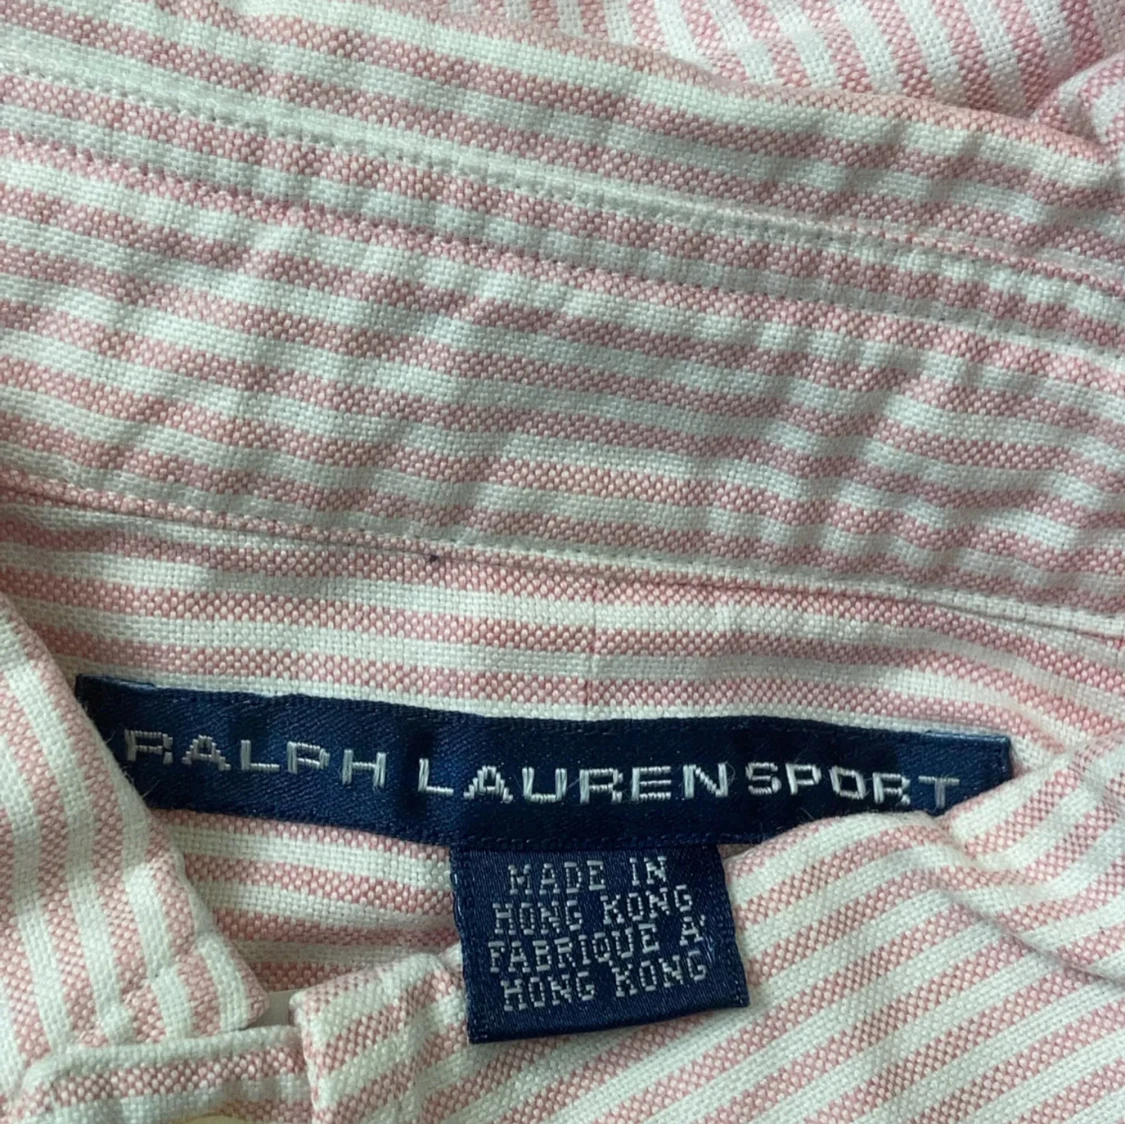 RALPH LAUREN SPORT
MADE IN
HONG KONG
FABRIQUE À
HONG KONG